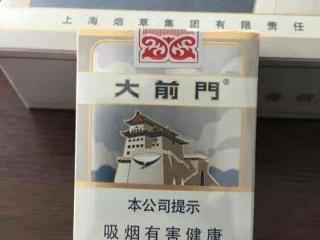 上海烟草集团有限责任
大前門®
本公司提示
吸烟有害健康